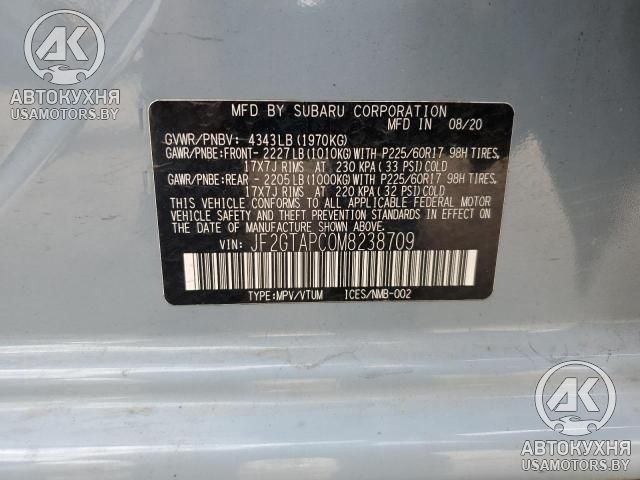 AK
АВТОКУХНЯ
USAMOTORS.BY
MFD BY SUBARU CORPORATION
MFD IN 08/20
GVWR/PNBV: 4343LB (1970KG)
GAWR/PNBE:FRONT- 2227LB(1010KG)WITH P225/60R17 98H TIRES,
17X7J RIMS AT 230 KPA(33 PSI)COLD
GAWR/PNBE:REAR - 2205LB(1000KG)WITH P225/60R17 98H TIRES,
17X7J RIMS AT 220 KPA(32 PSI)COLD
THIS VEHICLE CONFORMS TO ALL APPLICABLE FEDERAL MOTOR
VEHICLE SAFETY AND THEFT PREVENTION STANDARDS IN EFFECT ON
THE DATE OF MANUFACTURE SHOWN ABOVE.
VIN: JF2GTAPC0M8238709
TYPE:MPV/VTUM ICES/NMB-002
AK
АВТОКУХНЯ
USAMOTORS.BY